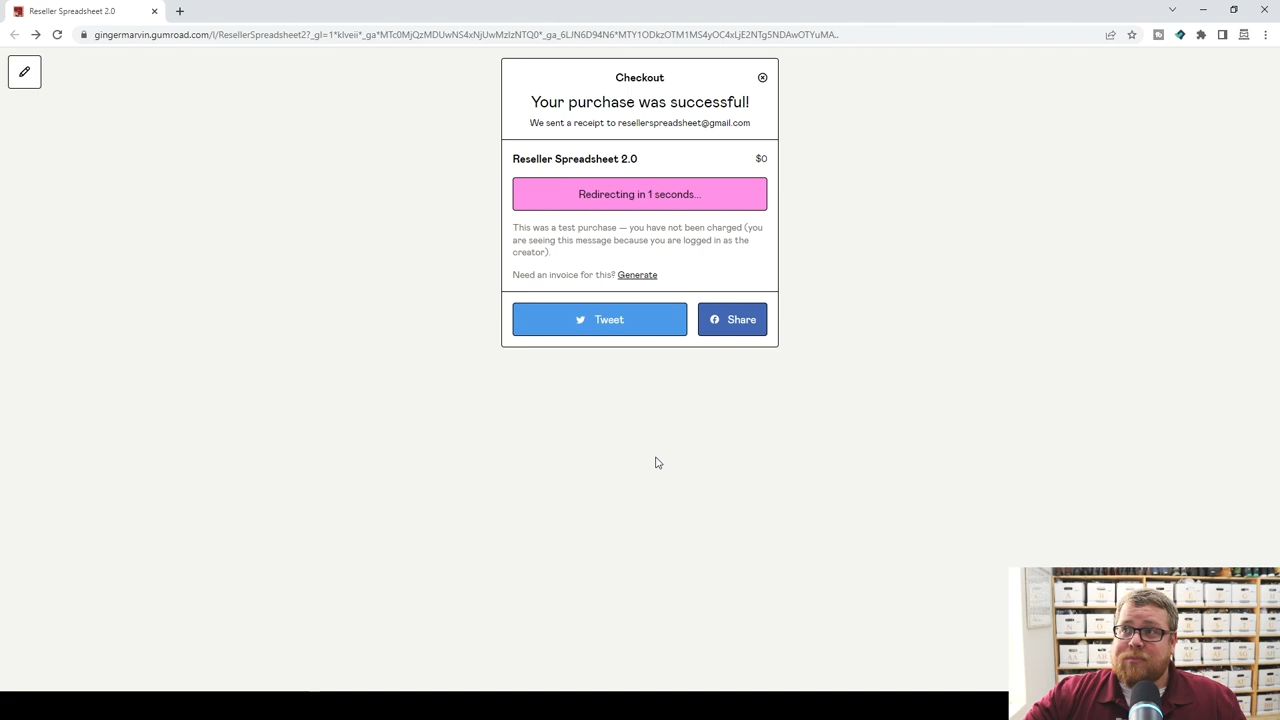 Reseller Spreadsheet 2.0
gingermarvin.gumroad.com/l/ResellerSpreadsheet2?_gl=1*klveii*_ga*MTc0MjQzMDUwNS4xNjUwMzIzNTQ0*_ga_6LJN6D94N6*MTY1ODkzOTM1MS4yOC4xLjE2NTg5NDAwOTYuMA..
Checkout
Your purchase was successful!
We sent a receipt to resellerspreadsheet@gmail.com
Reseller Spreadsheet 2.0 $0
Redirecting in 1 seconds...
This was a test purchase — you have not been charged (you
are seeing this message because you are logged in as the
creator).
Need an invoice for this? Generate
Tweet Share